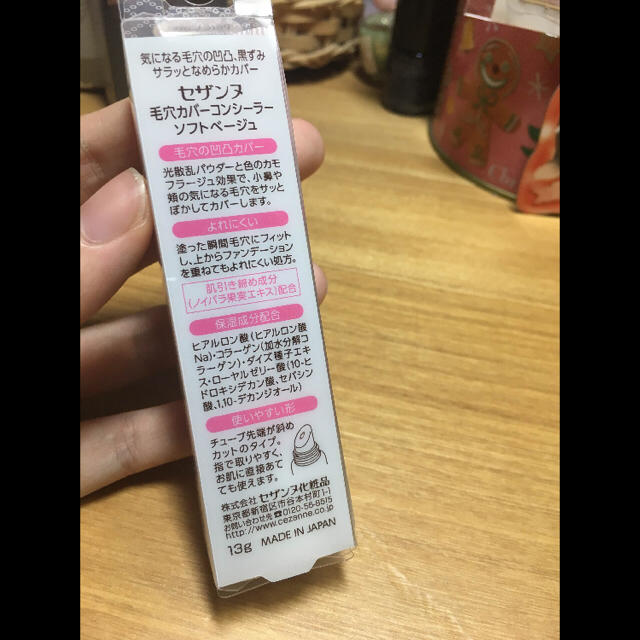 気になる毛穴の凹凸、黒ずみ
サラッとなめらかカバー
セザンヌ
毛穴カバーコンシーラー
ソフトベージュ
毛穴の凹凸カバー
光散乱パウダーと色のカモ
フラージュ効果で、小鼻や
頬の気になる毛穴をサッと
ぼかしてカバーします。
よれにくい
塗った瞬間毛穴にフィット
し、上からファンデーション
を重ねてもよれにくい処方。
肌引き締め成分
(ノイバラ果実エキス)配合
保湿成分配合
ヒアルロン酸(ヒアルロン酸
Na)・コラーゲン(加水分解コ
ラーゲン)・ダイズ種子エキ
ス・ローヤルゼリー酸(10-ヒ
ドロキシデカン酸、セバシン
酸、1,10-デカンジオール)
使いやすい形
チューブ先端が斜め
カットのタイプ。
指で取りやすく、
お肌に直接あて
ても使えます。
株式会社 セザンヌ化粧品
東京都新宿区市谷本村町1-1
お問い合わせ先☎0120-55-8515
http://www.cezanne.co.jp
13g MADE IN JAPAN